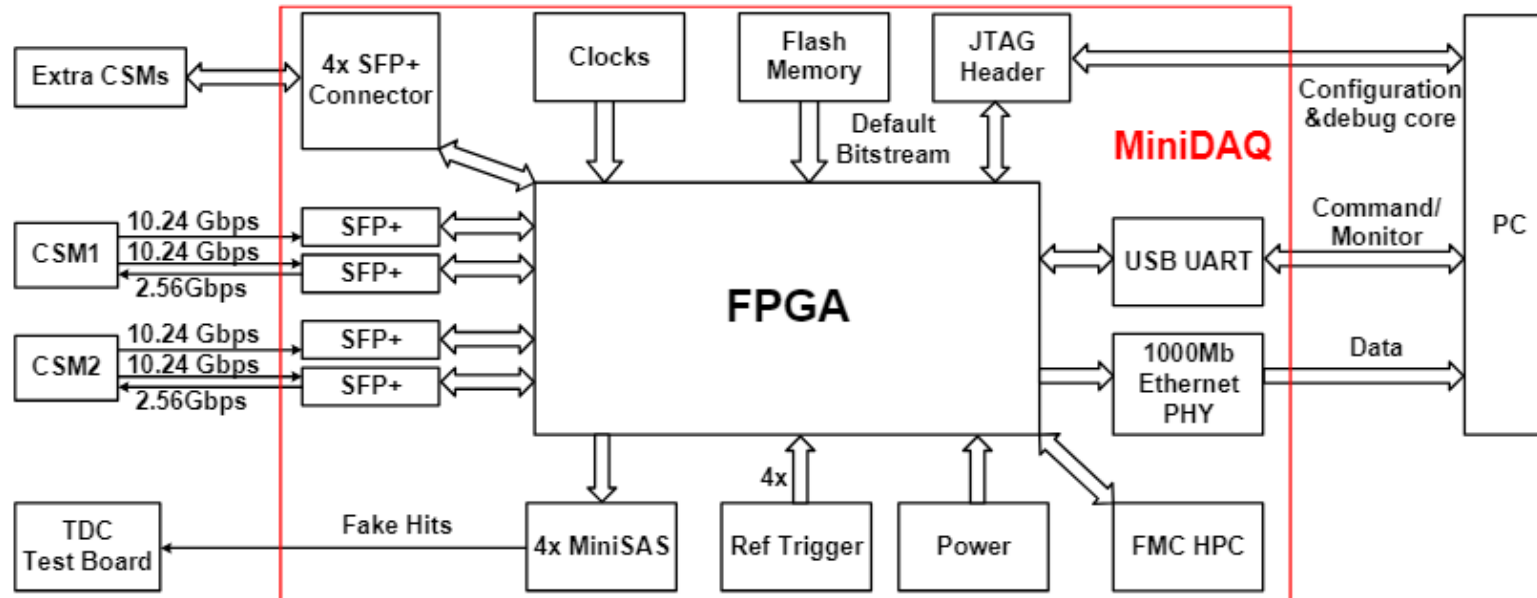 Extra CSMs
4x SFP+
Connector
Clocks
Flash
Memory
JTAG
Header
Default
Bitstream
MiniDAQ
Configuration
&debug core
PC
10.24 Gbps
10.24 Gbps
2.56Gbps
CSM1
SFP+
SFP+
10.24 Gbps
10.24 Gbps
2.56Gbps
CSM2
SFP+
SFP+
FPGA
USB UART
Command/
Monitor
1000Mb
Ethernet
PHY
Data
TDC
Test Board
Fake Hits
4x MiniSAS
4x
Ref Trigger
Power
FMC HPC